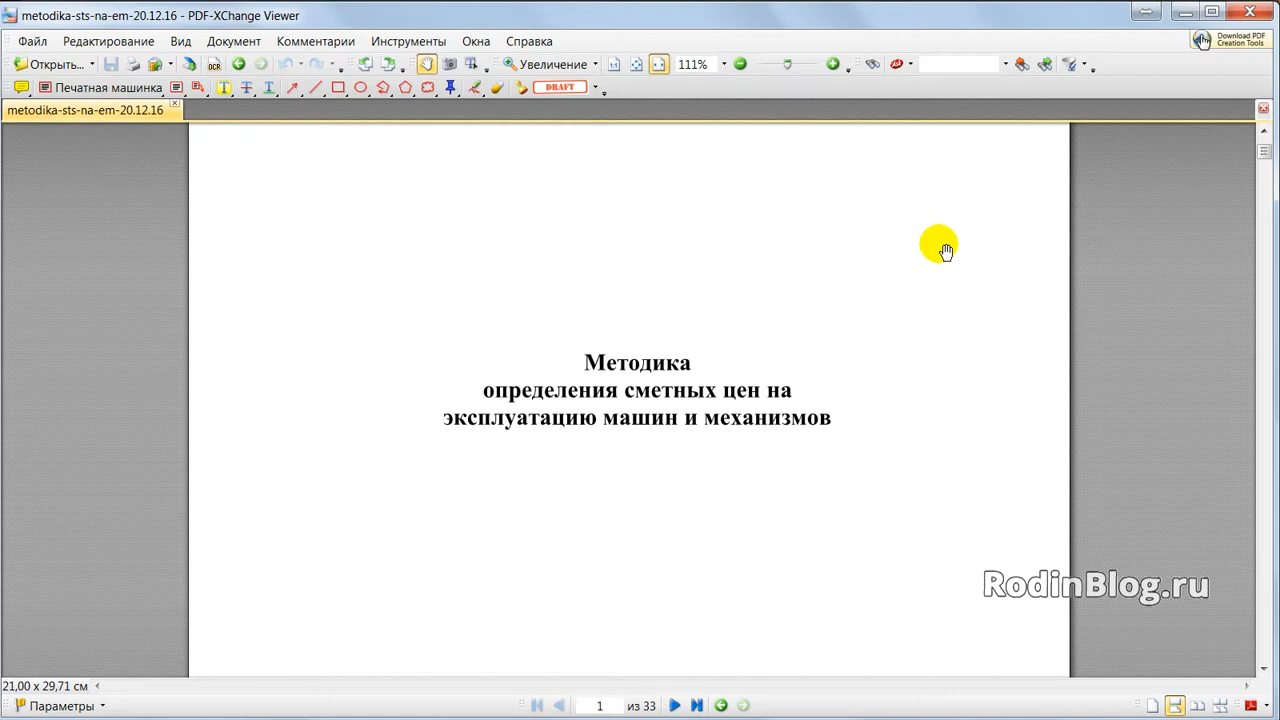 metodika-sts-na-em-20.12.16 - PDF-XChange Viewer
Файл Редактирование Вид Документ Комментарии Инструменты Окна Справка
Download PDF
Creation Tools
Открыть... OCR Увеличение 111%
Печатная машинка T T T DRAFT
metodika-sts-na-em-20.12.16
Методика
определения сметных цен на
эксплуатацию машин и механизмов
RodinBlog.ru
21,00 x 29,71 см
Параметры 1 из 33